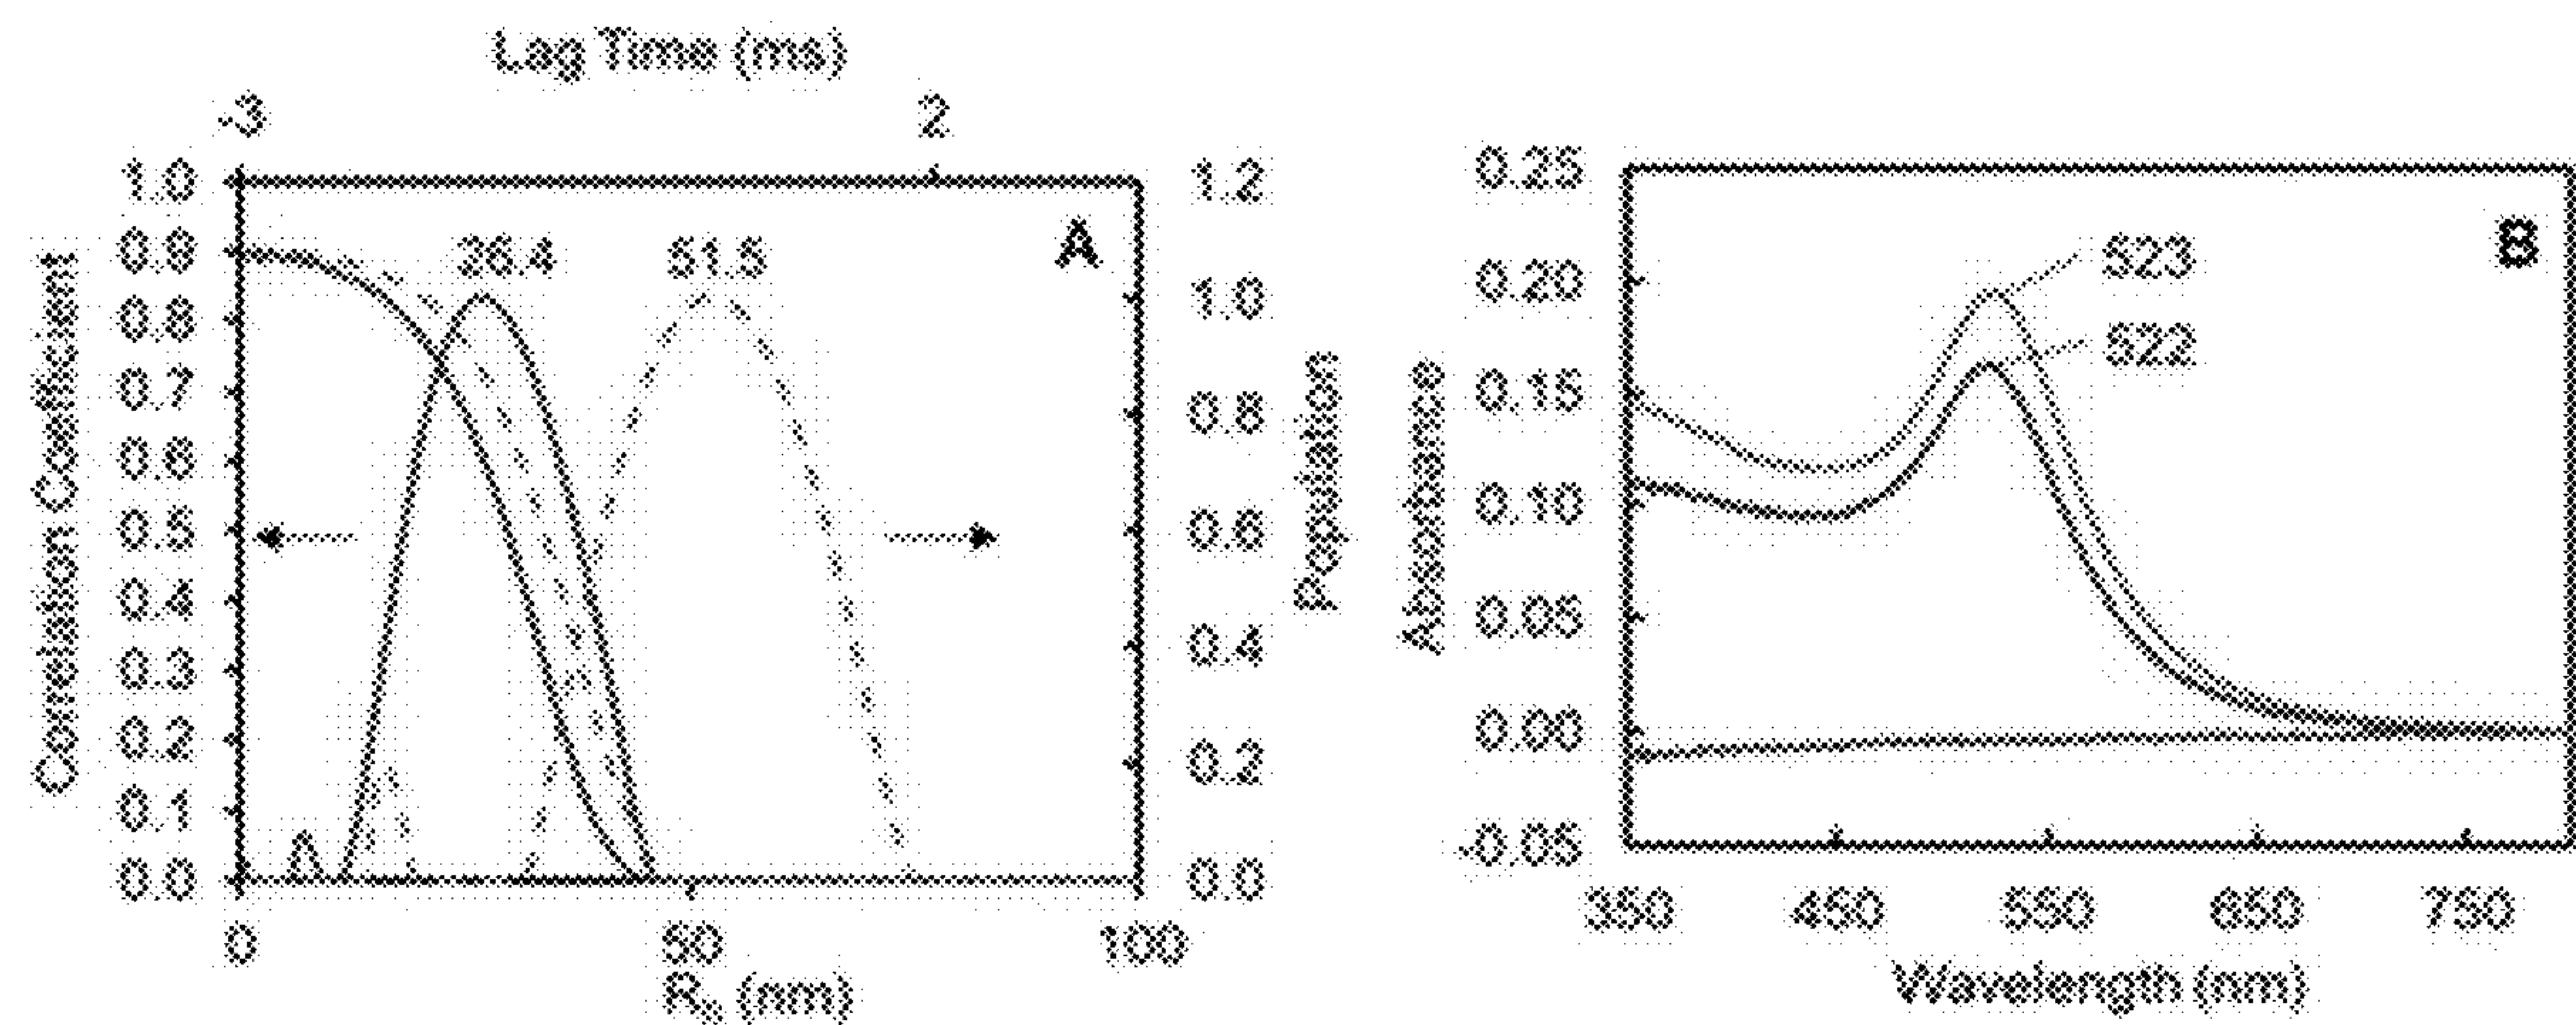 Lag Time (ms)
-3 2
1.0
0.9
0.8
0.7
0.6
0.5
0.4
0.3
0.2
0.1
0.0
Correlation Coefficient
26.4 51.5
A
1.2
1.0
0.8
0.6
0.4
0.2
0.0
Population
0 50 100
Rh (nm)
0.25
0.20
0.15
0.10
0.05
0.00
-0.05
Absorbance
523
522
B
350 450 550 650 750
Wavelength (nm)